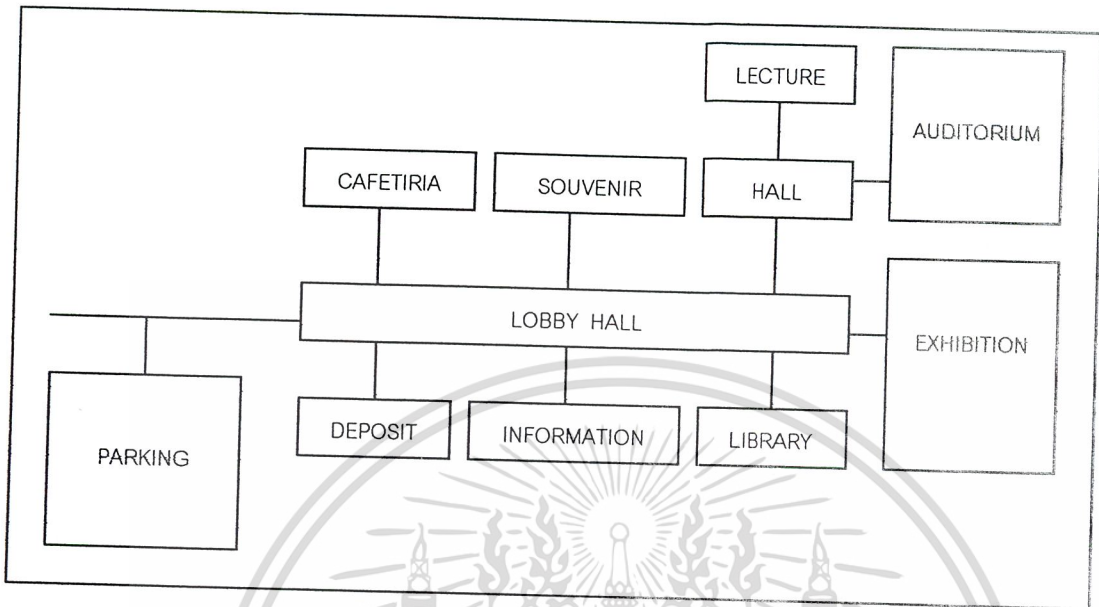 LECTURE
AUDITORIUM
CAFETIRIA
SOUVENIR
HALL
LOBBY HALL
EXHIBITION
DEPOSIT
INFORMATION
LIBRARY
PARKING